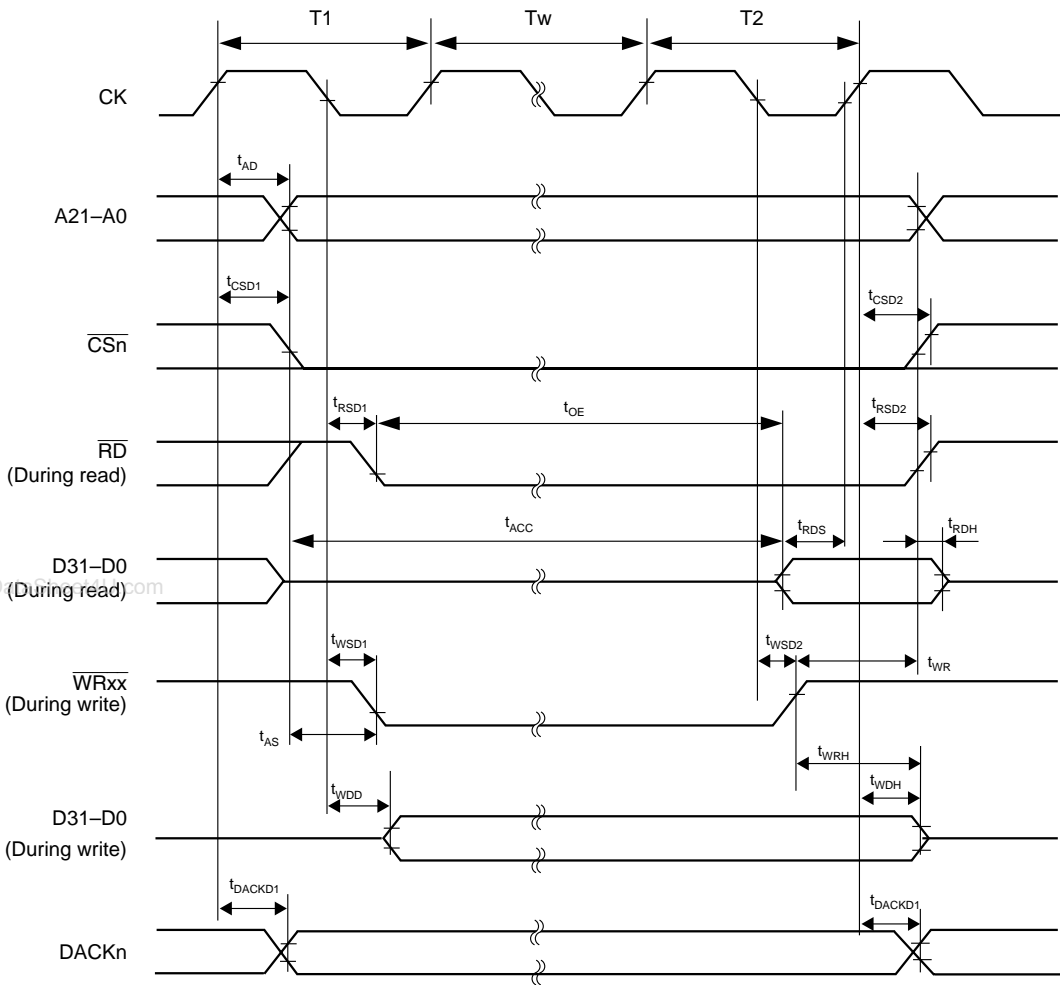 T1 Tw T2
CK
tAD
A21–A0
tCSD1 tCSD2
CSn
tRSD1 tOE tRSD2
RD
(During read)
tACC tRDS tRDH
D31–D0
(During read)
tWSD1 tWSD2 tWR
WRxx
(During write)
tAS
tWRH
tWDD tWDH
D31–D0
(During write)
tDACKD1 tDACKD1
DACKn